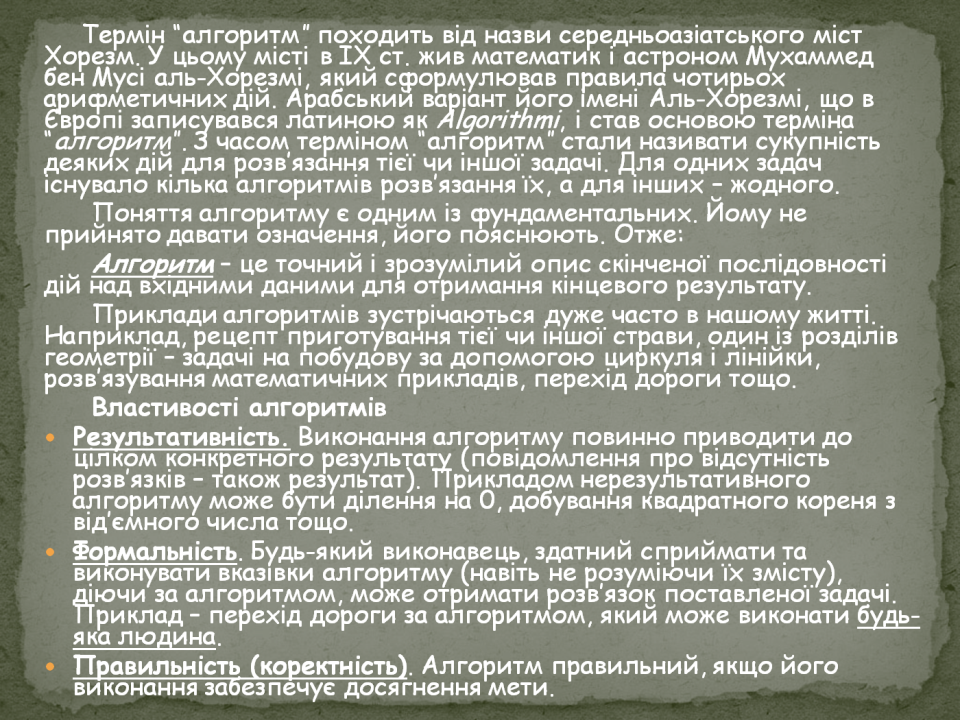 Термін “алгоритм” походить від назви середньоазіатського міст
Хорезм. У цьому місті в IX ст. жив математик і астроном Мухаммед
бен Мусі аль-Хорезмі, який сформулював правила чотирьох
арифметичних дій. Арабський варіант його імені Аль-Хорезмі, що в
Європі записувався латиною як Algorithmi, і став основою терміна
“алгоритм”. З часом терміном “алгоритм” стали називати сукупність
деяких дій для розв’язання тієї чи іншої задачі. Для одних задач
існувало кілька алгоритмів розв’язання їх, а для інших – жодного.
Поняття алгоритму є одним із фундаментальних. Йому не
прийнято давати означення, його пояснюють. Отже:
Алгоритм – це точний і зрозумілий опис скінченої послідовності
дій над вхідними даними для отримання кінцевого результату.
Приклади алгоритмів зустрічаються дуже часто в нашому житті.
Наприклад, рецепт приготування тієї чи іншої страви, один із розділів
геометрії – задачі на побудову за допомогою циркуля і лінійки,
розв’язування математичних прикладів, перехід дороги тощо.
Властивості алгоритмів
• Результативність. Виконання алгоритму повинно приводити до
цілком конкретного результату (повідомлення про відсутність
розв’язків – також результат). Прикладом нерезультативного
алгоритму може бути ділення на 0, добування квадратного кореня з
від’ємного числа тощо.
• Формальність. Будь-який виконавець, здатний сприймати та
виконувати вказівки алгоритму (навіть не розуміючи їх змісту),
діючи за алгоритмом, може отримати розв’язок поставленої задачі.
Приклад – перехід дороги за алгоритмом, який може виконати будь-
яка людина.
• Правильність (коректність). Алгоритм правильний, якщо його
виконання забезпечує досягнення мети.